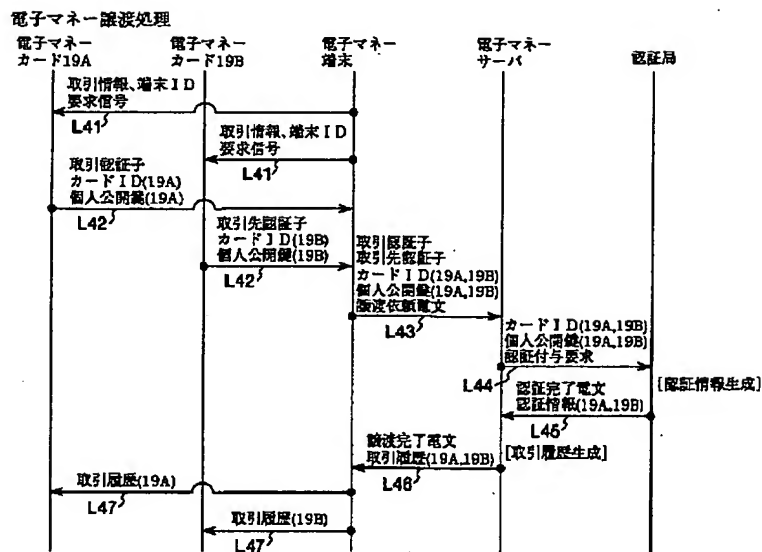 電子マネー譲渡処理
電子マネー
カード19A
電子マネー
カード19B
電子マネー
端末
電子マネー
サーバ
認証局
取引情報、端末ID
要求信号
L41
取引情報、端末ID
要求信号
L41
取引認証子
カードID(19A)
個人公開鍵(19A)
L42
取引先認証子
カードID(19B)
個人公開鍵(19B)
L42
取引認証子
取引先認証子
カードID(19A,19B)
個人公開鍵(19A,19B)
譲渡依頼電文
L43
カードID(19A,19B)
個人公開鍵(19A,19B)
認証付与要求
L44
[認証情報生成]
認証完了電文
認証情報(19A,19B)
L45
[取引履歴生成]
譲渡完了電文
取引履歴(19A,19B)
L46
取引履歴(19A)
L47
取引履歴(19B)
L47